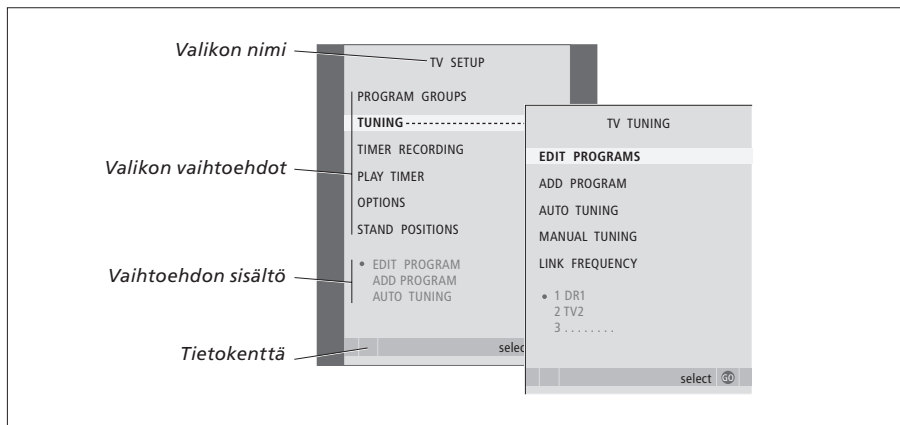 Valikon nimi
TV SETUP
PROGRAM GROUPS
TUNING
TIMER RECORDING
Valikon vaihtoehdot
PLAY TIMER
OPTIONS
STAND POSITIONS
Vaihtoehdon sisältö
• EDIT PROGRAM
ADD PROGRAM
AUTO TUNING
Tietokenttä
selec
TV TUNING
EDIT PROGRAMS
ADD PROGRAM
AUTO TUNING
MANUAL TUNING
LINK FREQUENCY
• 1 DR1
2 TV2
3 . . . . . . . .
select GO